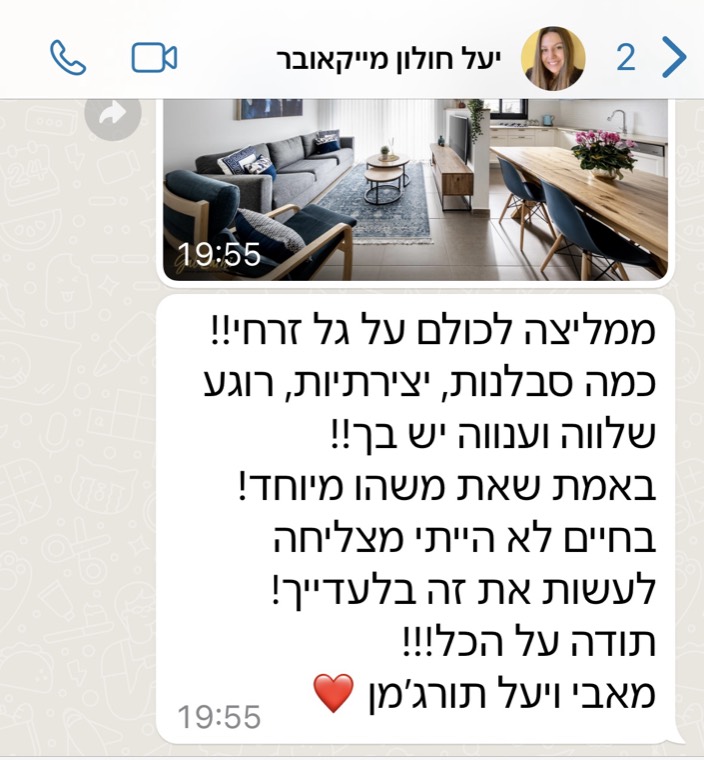 יעל חולון מייקאובר
2
19:55
ממליצה לכולם על גל זרחי!!
כמה סבלנות, יצירתיות, רוגע
שלווה וענווה יש בך!!
באמת שאת משהו מיוחד!
בחיים לא הייתי מצליחה
לעשות את זה בלעדייך!
תודה על הכל!!!
מאבי ויעל תורג׳מן ❤️
19:55